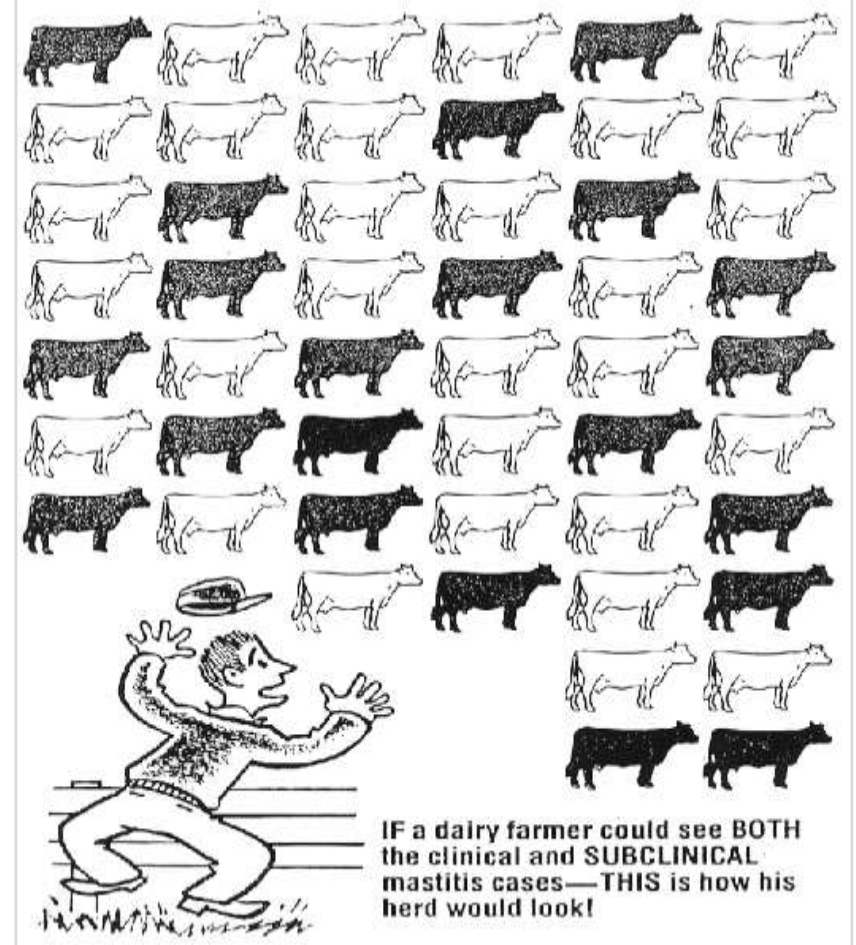 IF a dairy farmer could see BOTH
the clinical and SUBCLINICAL
mastitis cases—THIS is how his
herd would look!